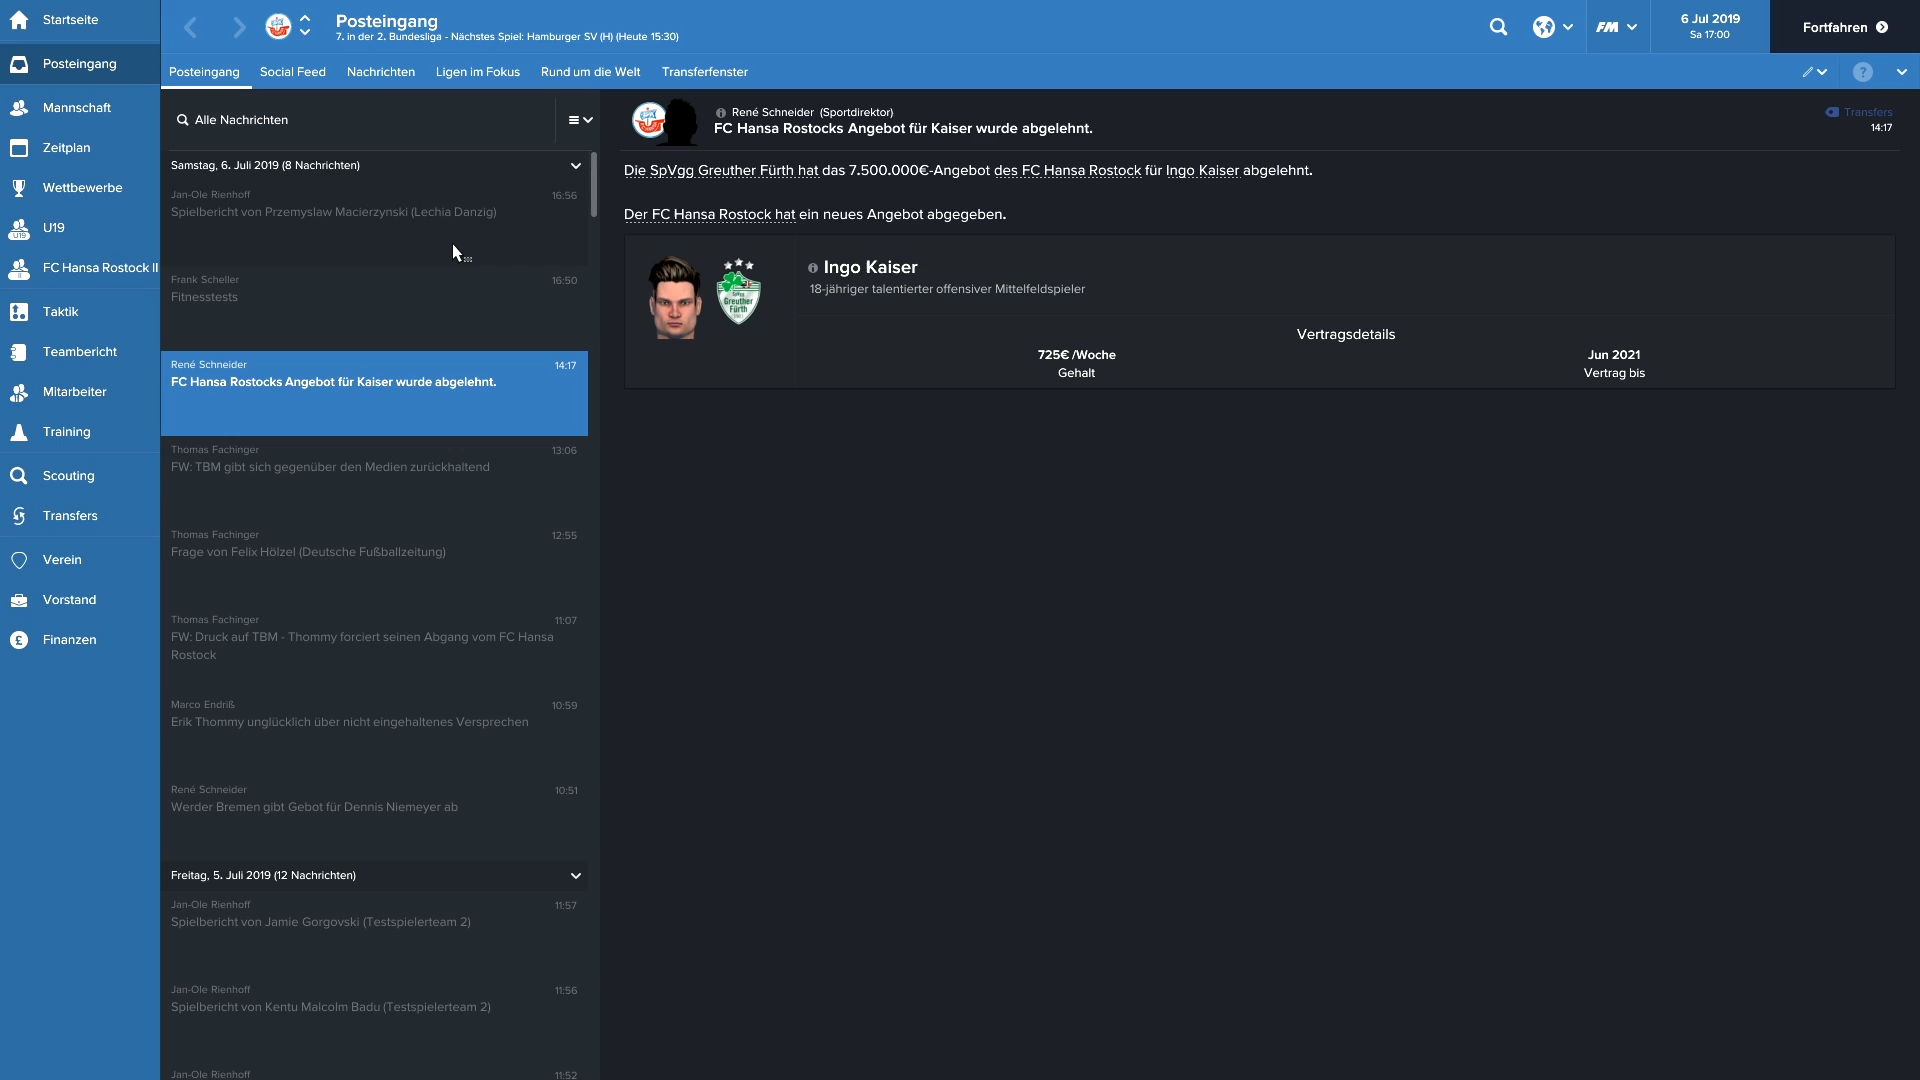 Startseite
Posteingang
Mannschaft
Zeitplan
Wettbewerbe
U19
U19
FC Hansa Rostock II
Taktik
Teambericht
Mitarbeiter
Training
Scouting
Transfers
Verein
Vorstand
Finanzen
Posteingang
7. in der 2. Bundesliga - Nächstes Spiel: Hamburger SV (H) (Heute 15:30)
FM
6 Jul 2019
Sa 17:00
Fortfahren
Posteingang
Social Feed
Nachrichten
Ligen im Fokus
Rund um die Welt
Transferfenster
?
Alle Nachrichten
Samstag, 6. Juli 2019 (8 Nachrichten)
Jan-Ole Rienhoff 16:56
Spielbericht von Przemyslaw Macierzynski (Lechia Danzig)
Frank Scheller 16:50
Fitnesstests
René Schneider 14:17
FC Hansa Rostocks Angebot für Kaiser wurde abgelehnt.
Thomas Fachinger 13:06
FW: TBM gibt sich gegenüber den Medien zurückhaltend
Thomas Fachinger 12:55
Frage von Felix Hölzel (Deutsche Fußballzeitung)
Thomas Fachinger 11:07
FW: Druck auf TBM - Thommy forciert seinen Abgang vom FC Hansa
Rostock
Marco Endriß 10:59
Erik Thommy unglücklich über nicht eingehaltenes Versprechen
René Schneider 10:51
Werder Bremen gibt Gebot für Dennis Niemeyer ab
Freitag, 5. Juli 2019 (12 Nachrichten)
Jan-Ole Rienhoff 11:57
Spielbericht von Jamie Gorgovski (Testspielerteam 2)
Jan-Ole Rienhoff 11:56
Spielbericht von Kentu Malcolm Badu (Testspielerteam 2)
Jan-Ole Rienhoff 11:52
René Schneider (Sportdirektor)
FC Hansa Rostocks Angebot für Kaiser wurde abgelehnt.
Transfers
14:17
Die SpVgg Greuther Fürth hat das 7.500.000€-Angebot des FC Hansa Rostock für Ingo Kaiser abgelehnt.
Der FC Hansa Rostock hat ein neues Angebot abgegeben.
SpVgg
Greuther
Fürth
Ingo Kaiser
18-jähriger talentierter offensiver Mittelfeldspieler
Vertragsdetails
725€ /Woche
Gehalt
Jun 2021
Vertrag bis